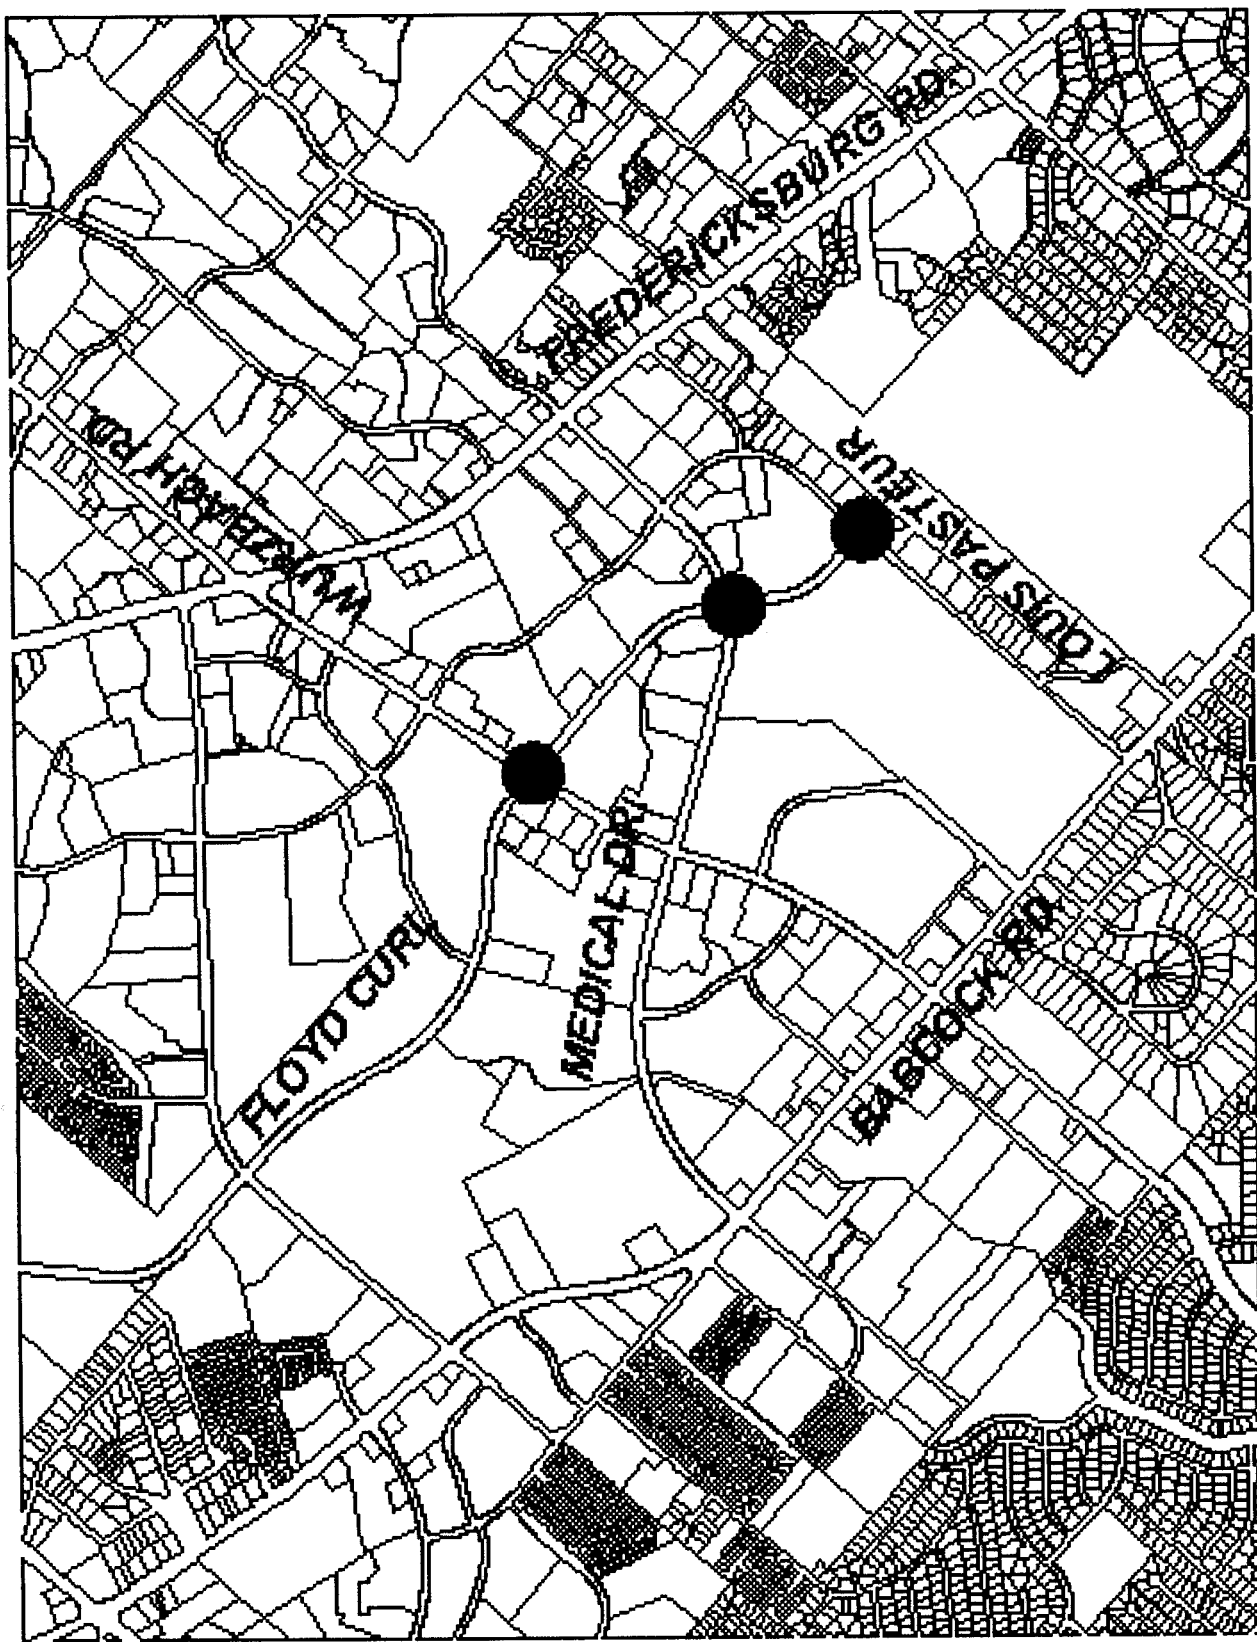 FREDERICKSBURG RD.
WURZBACH RD.
LOUIS PASTEUR
MEDICAL DR.
FLOYD CURL
BABCOCK RD.